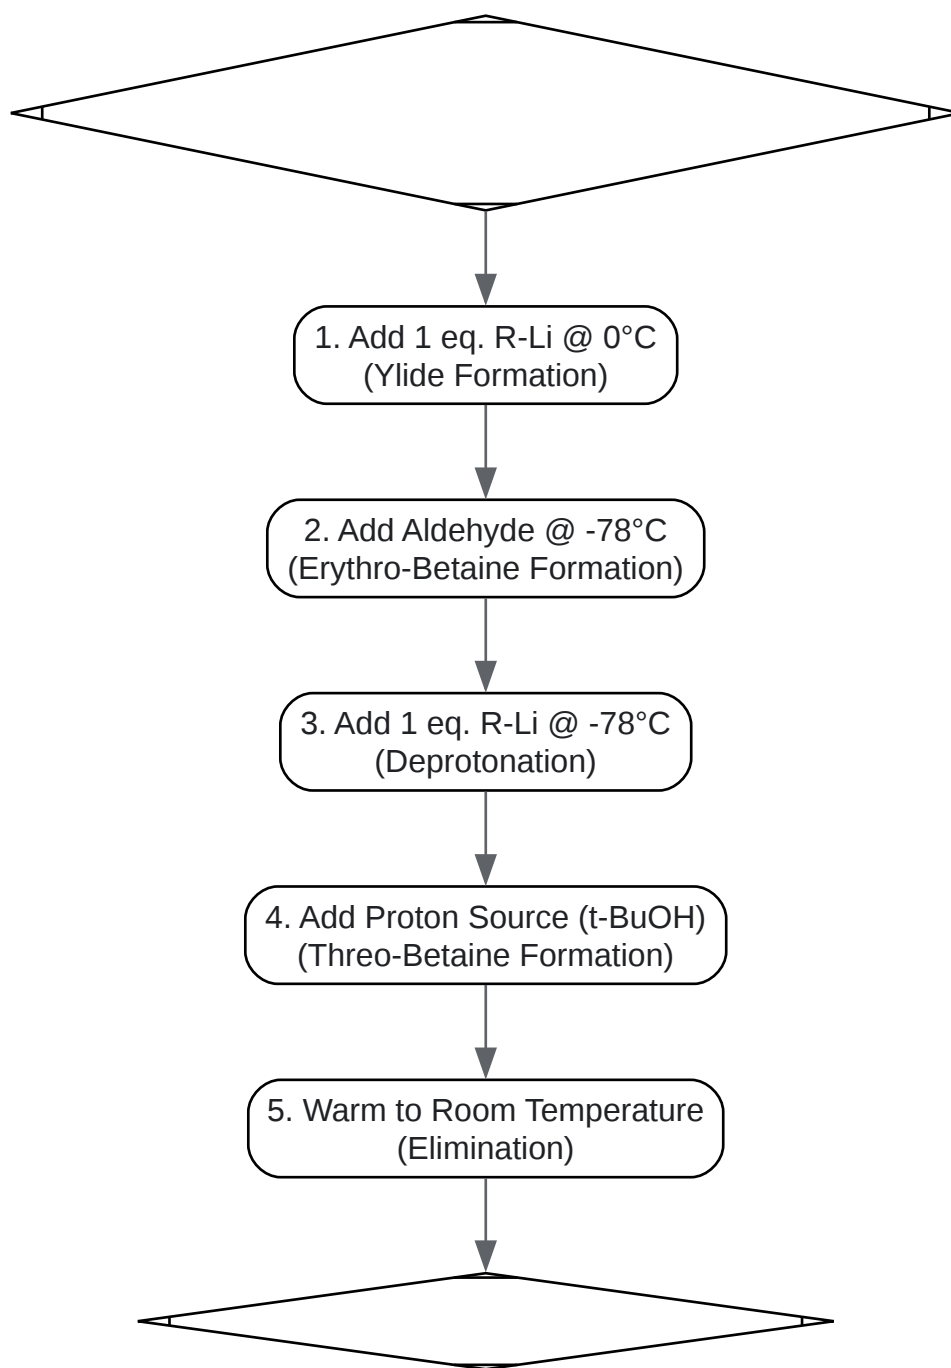 1. Add 1 eq. R-Li @ 0°C
(Ylide Formation)
2. Add Aldehyde @ -78°C
(Erythro-Betaine Formation)
3. Add 1 eq. R-Li @ -78°C
(Deprotonation)
4. Add Proton Source (t-BuOH)
(Threo-Betaine Formation)
5. Warm to Room Temperature
(Elimination)